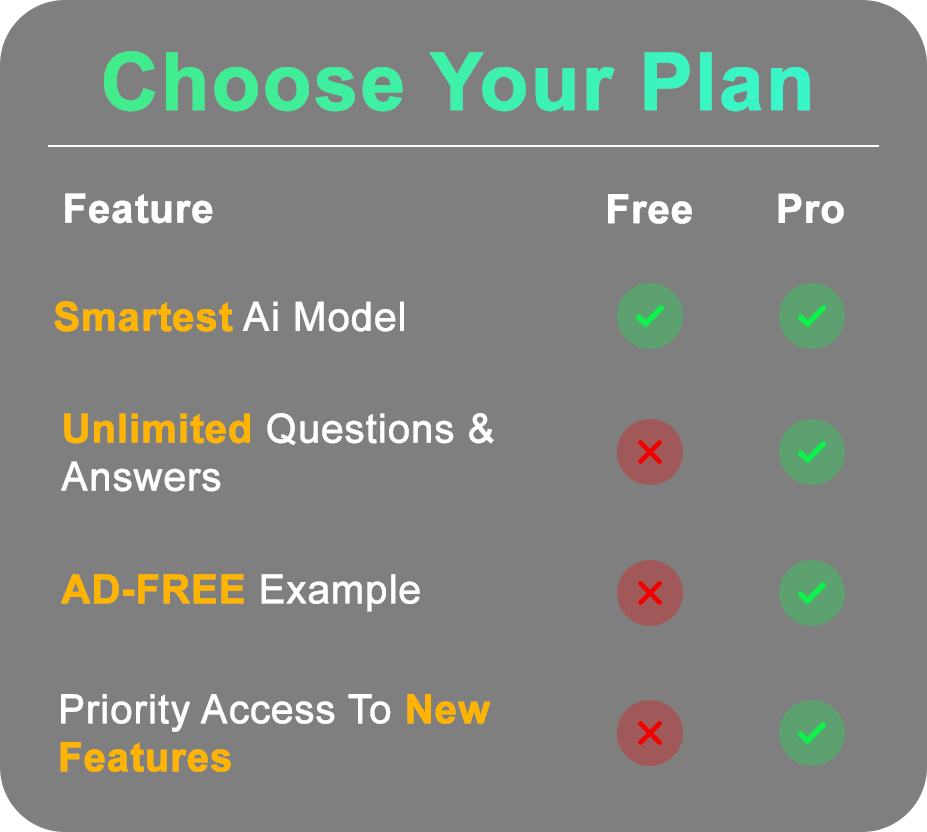 Choose Your Plan
Feature Free Pro
Smartest Ai Model
Unlimited Questions &
Answers
AD-FREE Example
Priority Access To New
Features